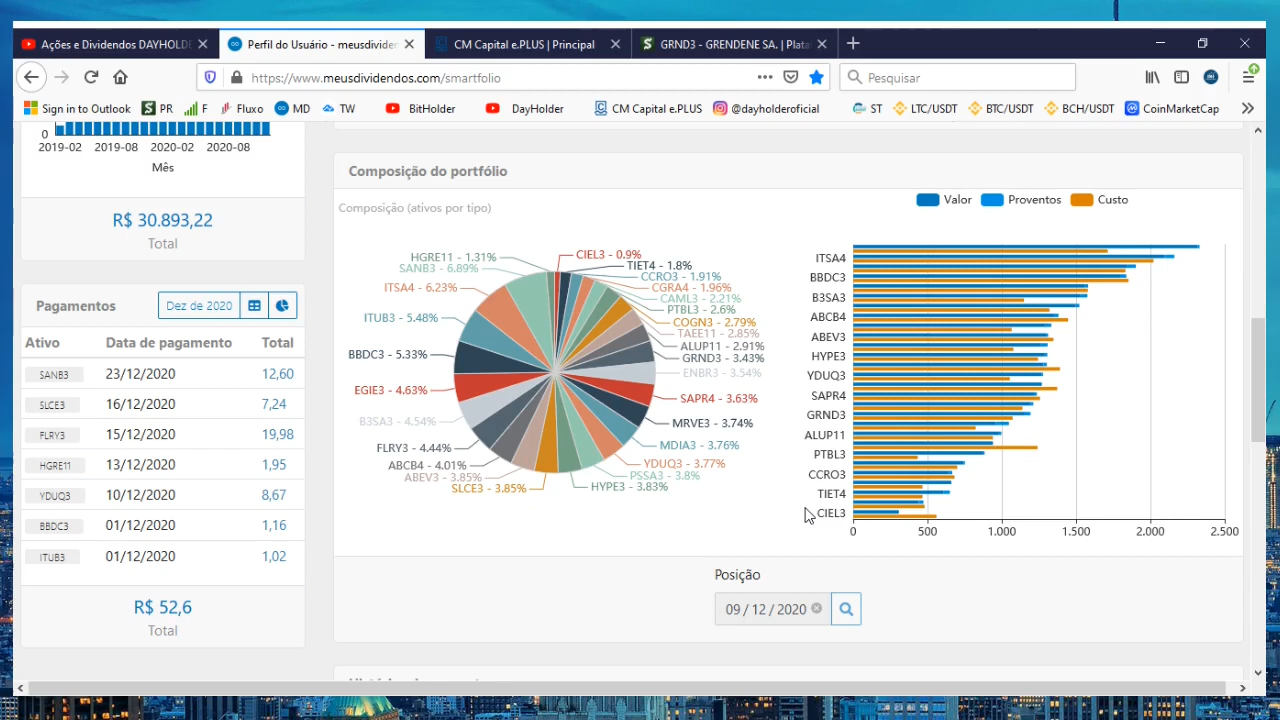 Ações e Dividendos DAYHOLDE
Perfil do Usuário - meusdividen
CM Capital e.PLUS | Principal
GRND3 - GRENDENE SA. | Plata
https://www.meusdividendos.com/smartfolio
Pesquisar
Sign in to Outlook
PR
F
Fluxo
MD
TW
BitHolder
DayHolder
CM Capital e.PLUS
@dayholderoficial
ST
LTC/USDT
BTC/USDT
BCH/USDT
CoinMarketCap
0
2019-02 2019-08 2020-02 2020-08
Mês
R$ 30.893,22
Total
Pagamentos
Dez de 2020
Ativo Data de pagamento Total
SANB3 23/12/2020 12,60
SLCE3 16/12/2020 7,24
FLRY3 15/12/2020 19,98
HGRE11 13/12/2020 1,95
YDUQ3 10/12/2020 8,67
BBDC3 01/12/2020 1,16
ITUB3 01/12/2020 1,02
R$ 52,6
Total
Composição do portfólio
Composição (ativos por tipo)
HGRE11 - 1.31%
SANB3 - 6.89%
ITSA4 - 6.23%
ITUB3 - 5.48%
BBDC3 - 5.33%
EGIE3 - 4.63%
B3SA3 - 4.54%
FLRY3 - 4.44%
ABCB4 - 4.01%
ABEV3 - 3.85%
SLCE3 - 3.85%
CIEL3 - 0.9%
TIET4 - 1.8%
CCRO3 - 1.91%
CGRA4 - 1.96%
CAML3 - 2.21%
PTBL3 - 2.6%
COGN3 - 2.79%
TAEE11 - 2.85%
ALUP11 - 2.91%
GRND3 - 3.43%
ENBR3 - 3.54%
SAPR4 - 3.63%
MRVE3 - 3.74%
MDIA3 - 3.76%
YDUQ3 - 3.77%
PSSA3 - 3.8%
HYPE3 - 3.83%
Valor Proventos Custo
ITSA4
BBDC3
B3SA3
ABCB4
ABEV3
HYPE3
YDUQ3
SAPR4
GRND3
ALUP11
PTBL3
CCRO3
TIET4
CIEL3
0 500 1.000 1.500 2.000 2.500
Posição
09 / 12 / 2020